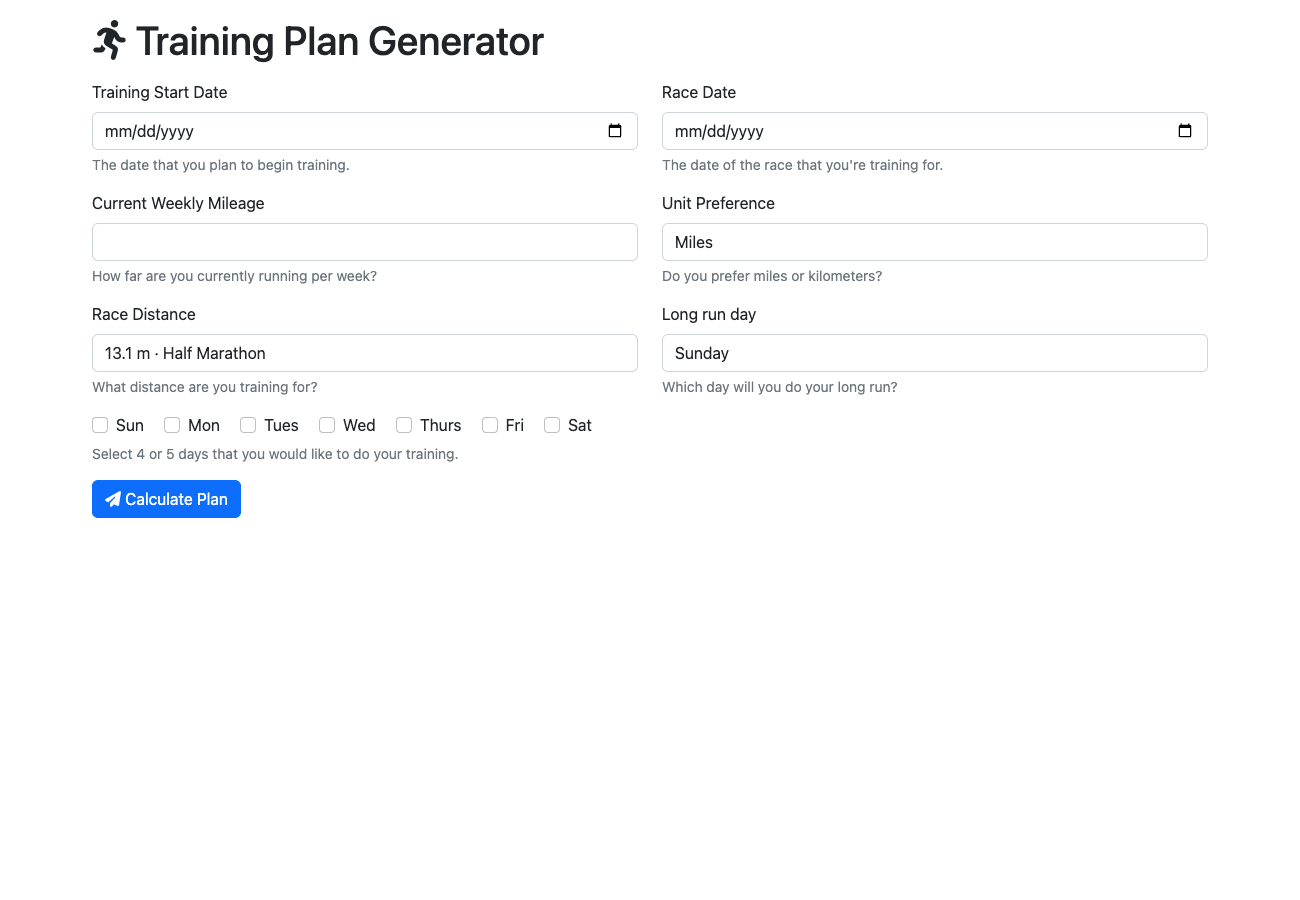 Training Plan Generator
Training Start Date
Race Date
mm/dd/yyyy
mm/dd/yyyy
The date that you plan to begin training.
The date of the race that you're training for.
Current Weekly Mileage
Unit Preference
Miles
How far are you currently running per week?
Do you prefer miles or kilometers?
Race Distance
Long run day
13.1 m · Half Marathon
Sunday
What distance are you training for?
Which day will you do your long run?
Sun Mon Tues Wed Thurs Fri Sat
Select 4 or 5 days that you would like to do your training.
Calculate Plan